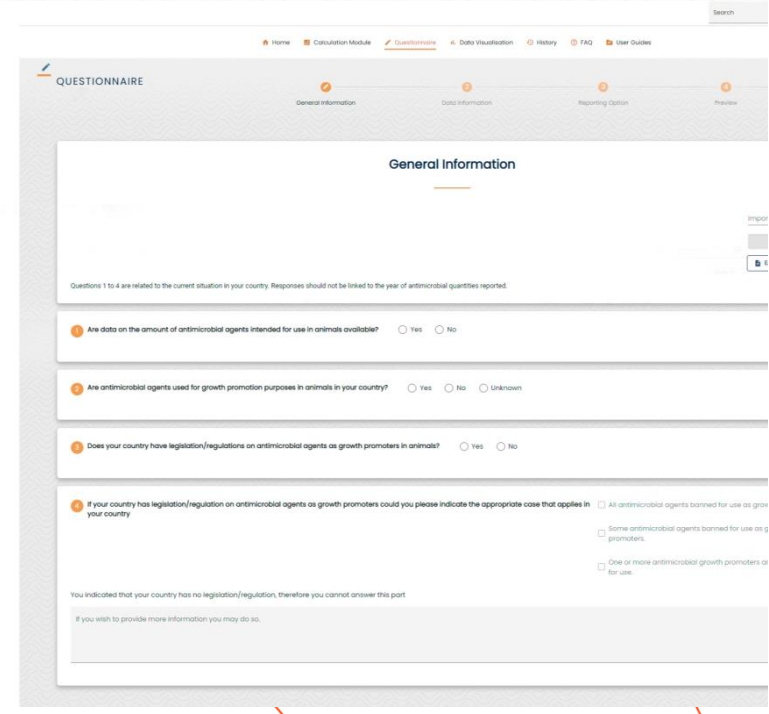 Search
Home Calculation Module Questionnaire Data Visualisation History FAQ User Guides
QUESTIONNAIRE
2 3 4
General Information Data Information Reporting Option Preview
General Information
Questions 1 to 4 are related to the current situation in your country. Responses should not be linked to the year of antimicrobial quantities reported.
1 Are data on the amount of antimicrobial agents intended for use in animals available? Yes No
2 Are antimicrobial agents used for growth promotion purposes in animals in your country? Yes No Unknown
3 Does your country have legislation/regulations on antimicrobial agents as growth promoters in animals? Yes No
4 If your country has legislation/regulation on antimicrobial agents as growth promoters could you please indicate the appropriate case that applies in
your country
All antimicrobial agents banned for use as
Some antimicrobial agents banned for use as
promoters.
One or more antimicrobial growth promoters
for use.
You indicated that your country has no legislation/regulation, therefore you cannot answer this part
If you wish to provide more information you may do so.